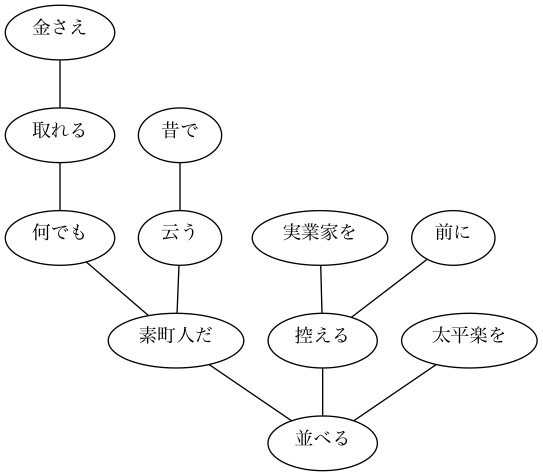 金さえ
取れる
昔で
何でも
云う
実業家を
前に
素町人だ
控える
太平楽を
並べる